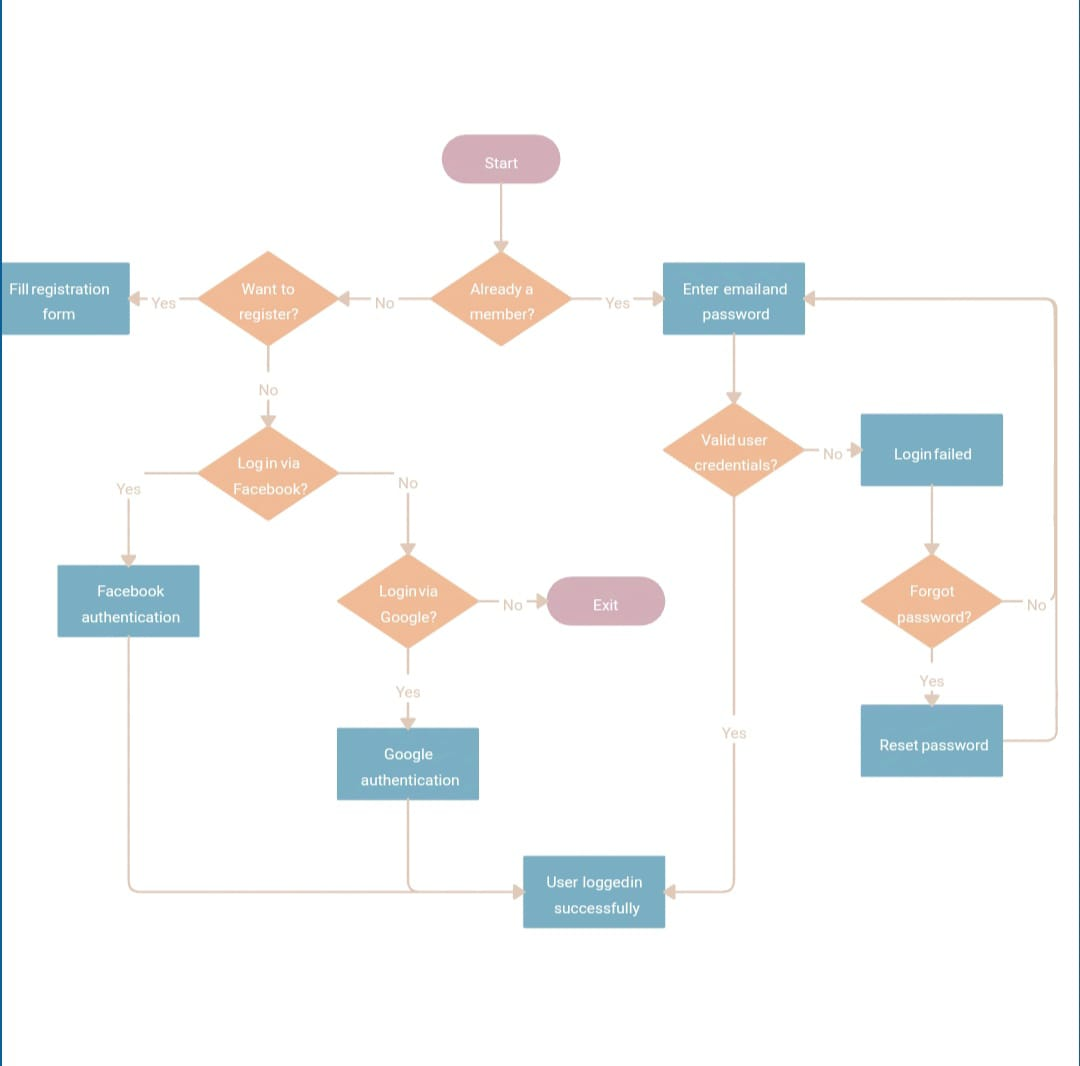 Start
Fill registration
form
Yes
Want to
register?
No
Already a
member?
Yes
Enter email and
password
No
Log in via
Facebook?
Yes
No
Valid user
credentials?
No
Login failed
Facebook
authentication
Login via
Google?
No
Exit
Forgot
password?
No
Yes
Yes
Reset password
Google
authentication
Yes
User logged in
successfully